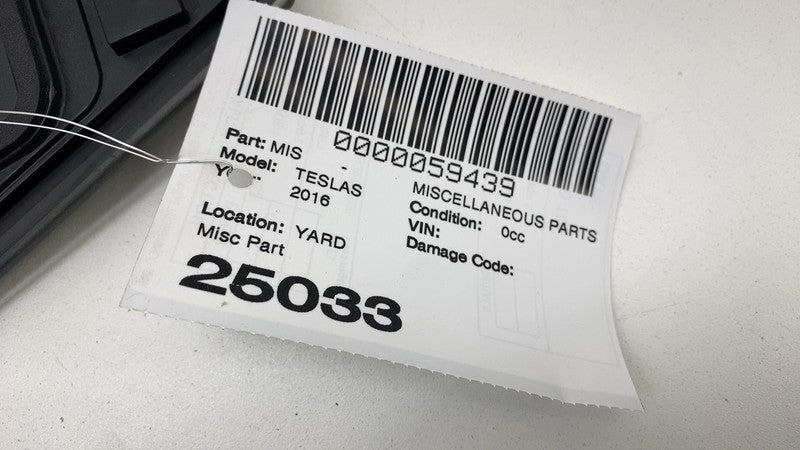 0000059439
Part: MIS - MISCELLANEOUS PARTS
Model: TESLAS Condition: 0cc
2016 VIN:
Location: YARD Damage Code:
Misc Part
25033